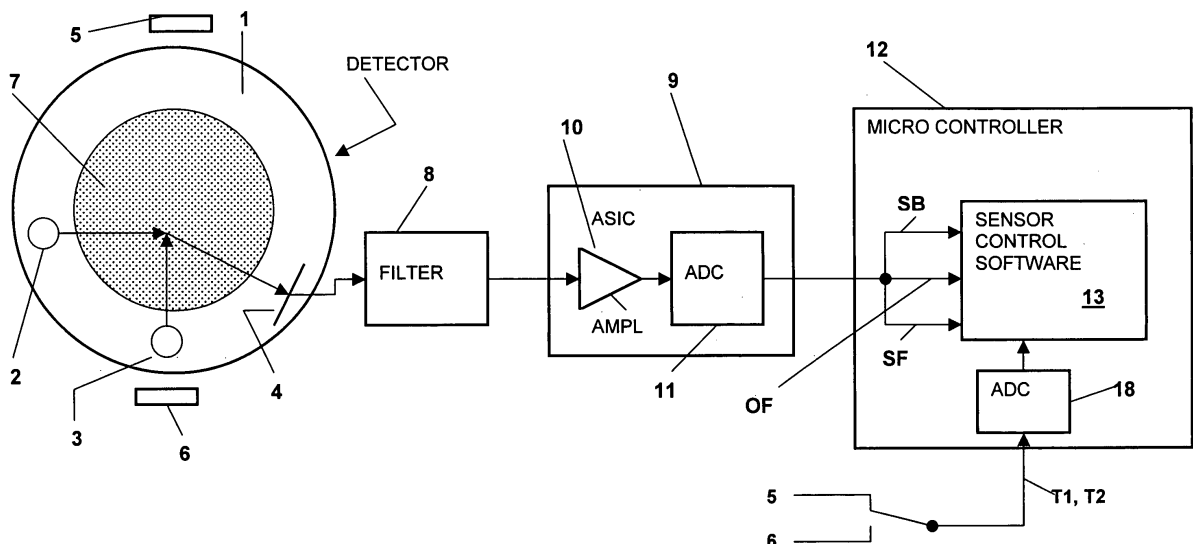 5
1
12
DETECTOR
7
9
10
MICRO CONTROLLER
8
ASIC
SB
SENSOR
CONTROL
SOFTWARE
FILTER
ADC
13
AMPL
SF
2
4
11
OF
ADC
18
3
6
T1, T2
5
6